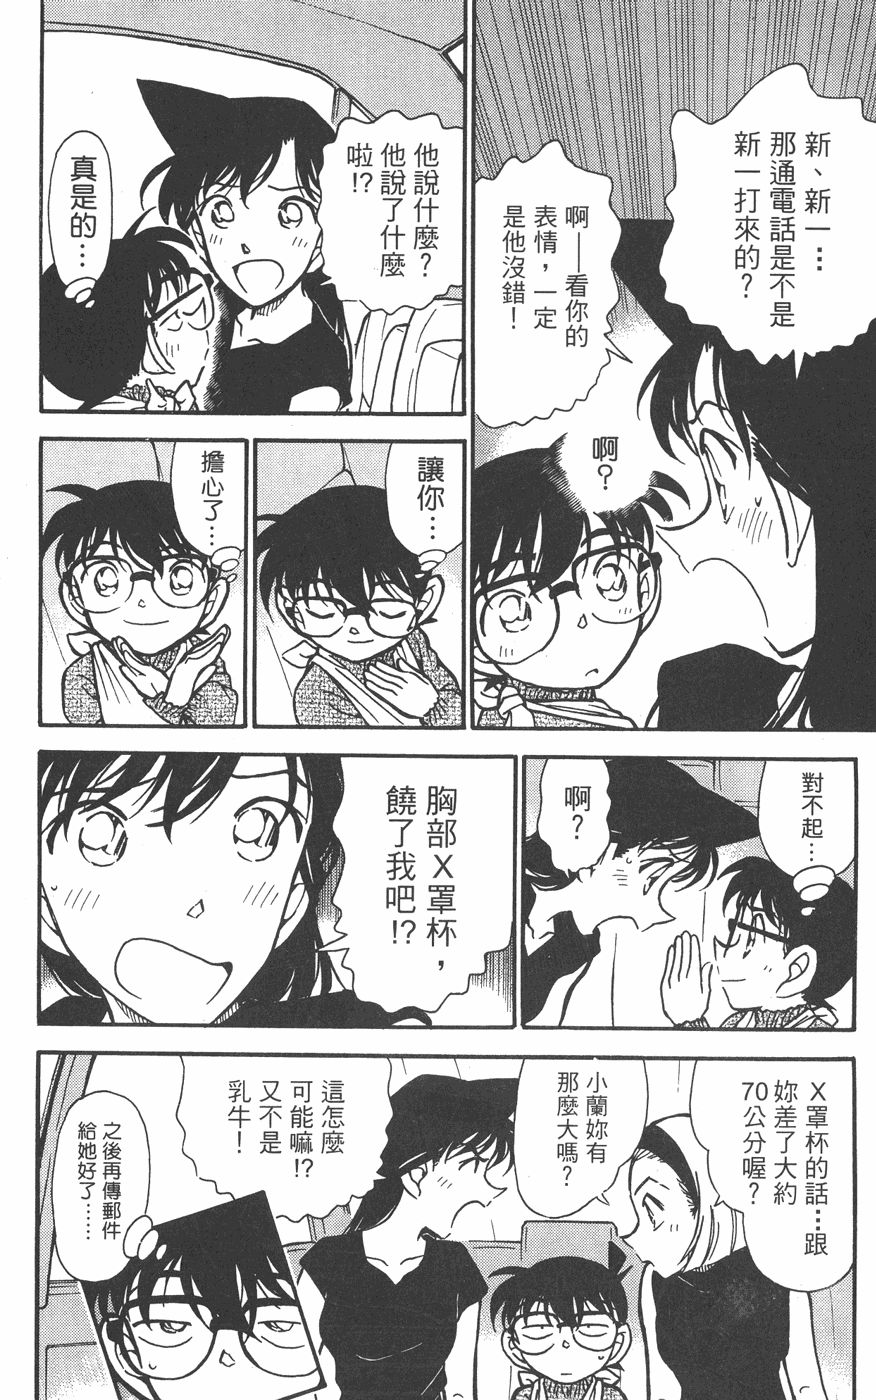 新、新一…
那通電話是不是
新一打來的？
啊—看你的
表情，一定
是他沒錯！
啊？
他說什麼？
他說了什麼
啦!?
真是的…
讓你…
擔心了…
對不起…
啊？
胸部X罩杯，
饒了我吧!?
X罩杯的話…跟
妳差了大約
70公分喔？
小蘭妳有
那麼大嗎？
這怎麼
可能嘛!?
又不是
乳牛！
之後再傳郵件
給她好了……